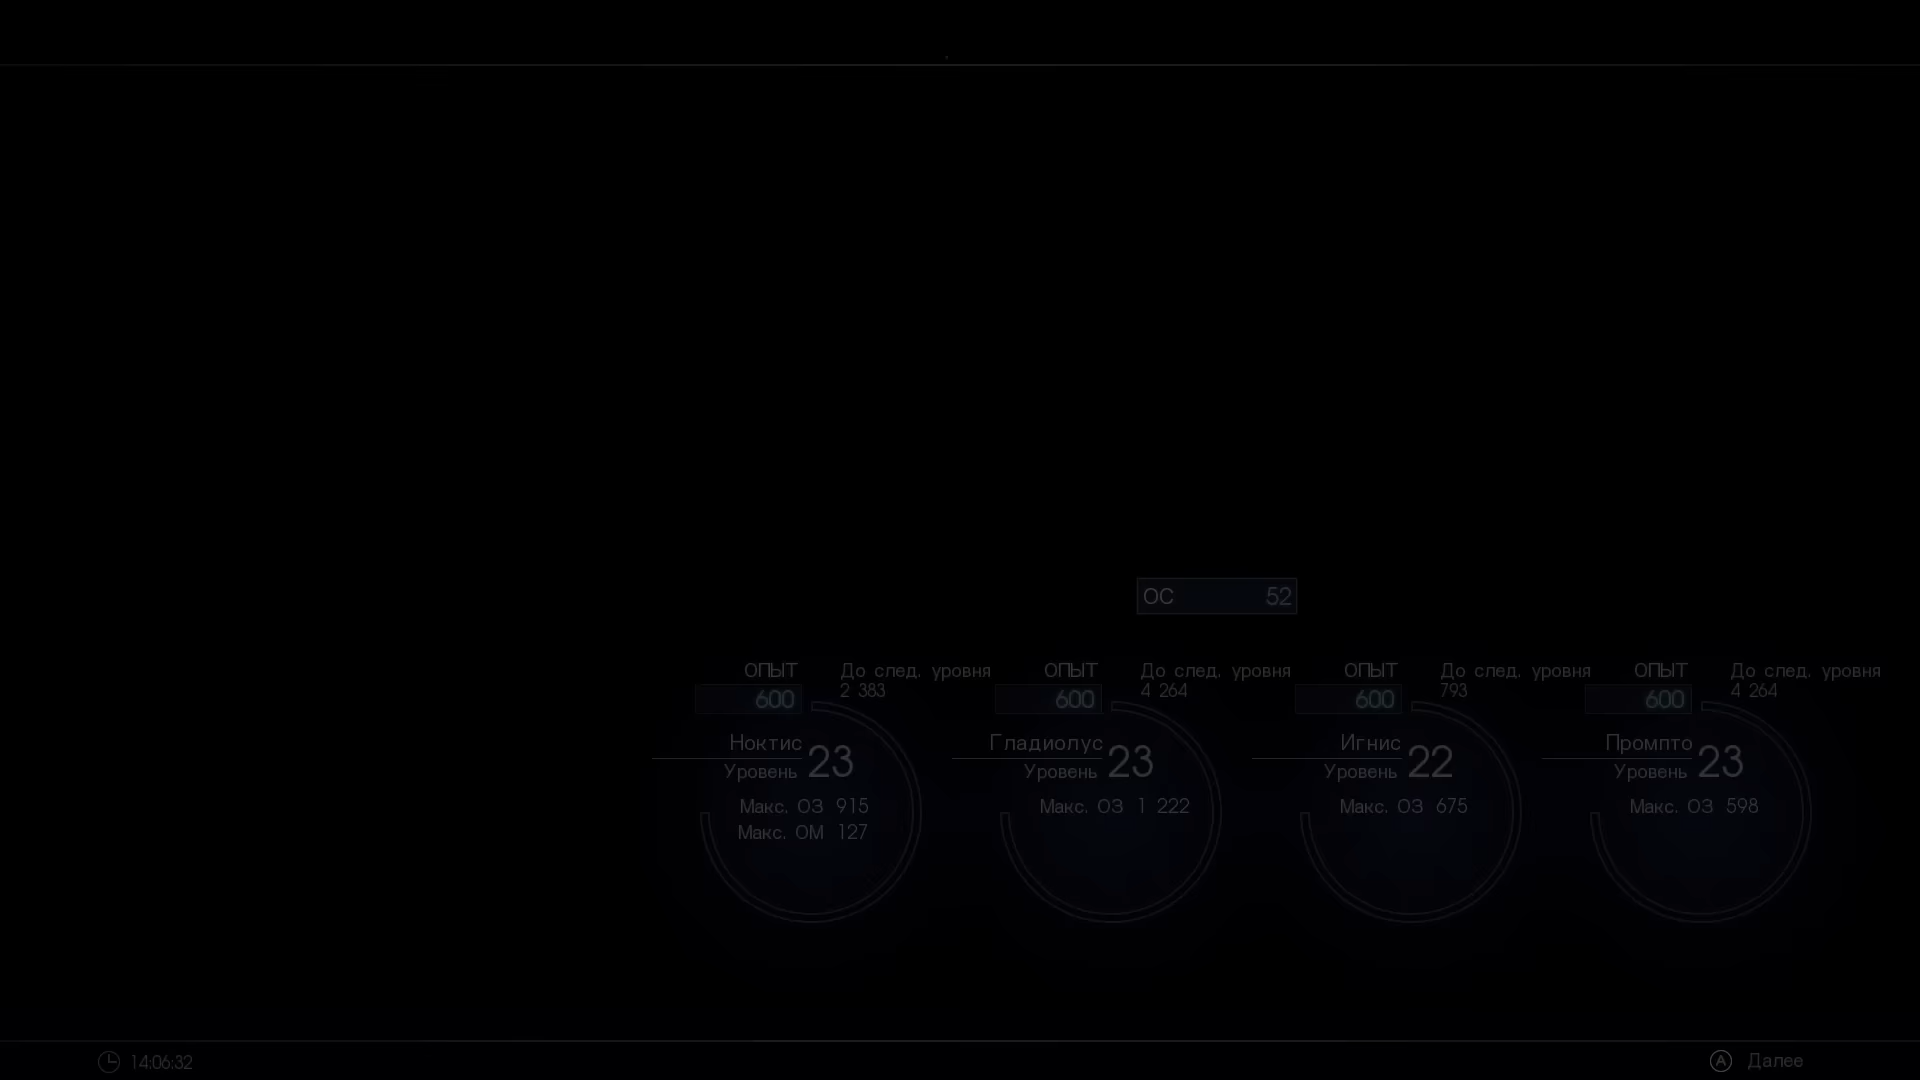 ОС 52
ОПЫТ До след. уровня ОПЫТ До след. уровня ОПЫТ До след. уровня ОПЫТ До след. уровня
600 2 383 600 4 264 600 793 600 4 264
Ноктис 23 Гладиолус 23 Игнис 22 Промпто 23
Уровень Уровень Уровень Уровень
Макс. ОЗ 915 Макс. ОЗ 1 222 Макс. ОЗ 675 Макс. ОЗ 598
Макс. ОМ 127
14:06:32 A Далее